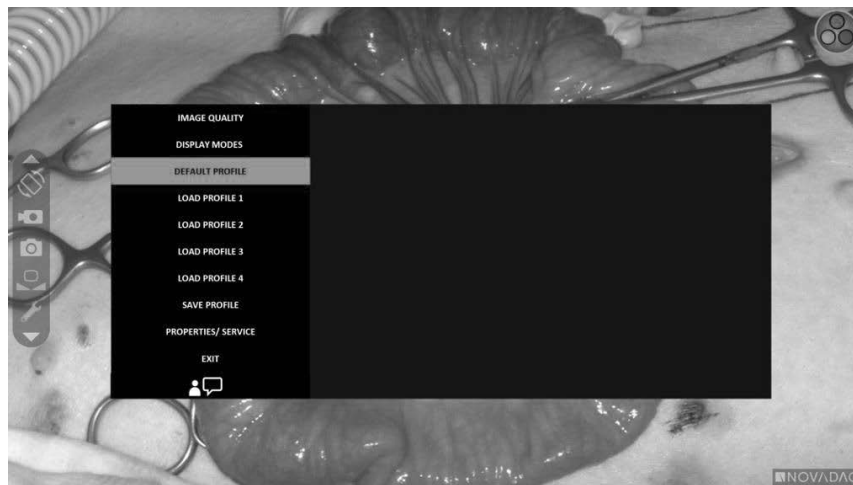 IMAGE QUALITY
DISPLAY MODES
DEFAULT PROFILE
LOAD PROFILE 1
LOAD PROFILE 2
LOAD PROFILE 3
LOAD PROFILE 4
SAVE PROFILE
PROPERTIES/ SERVICE
EXIT
NOVADAQ